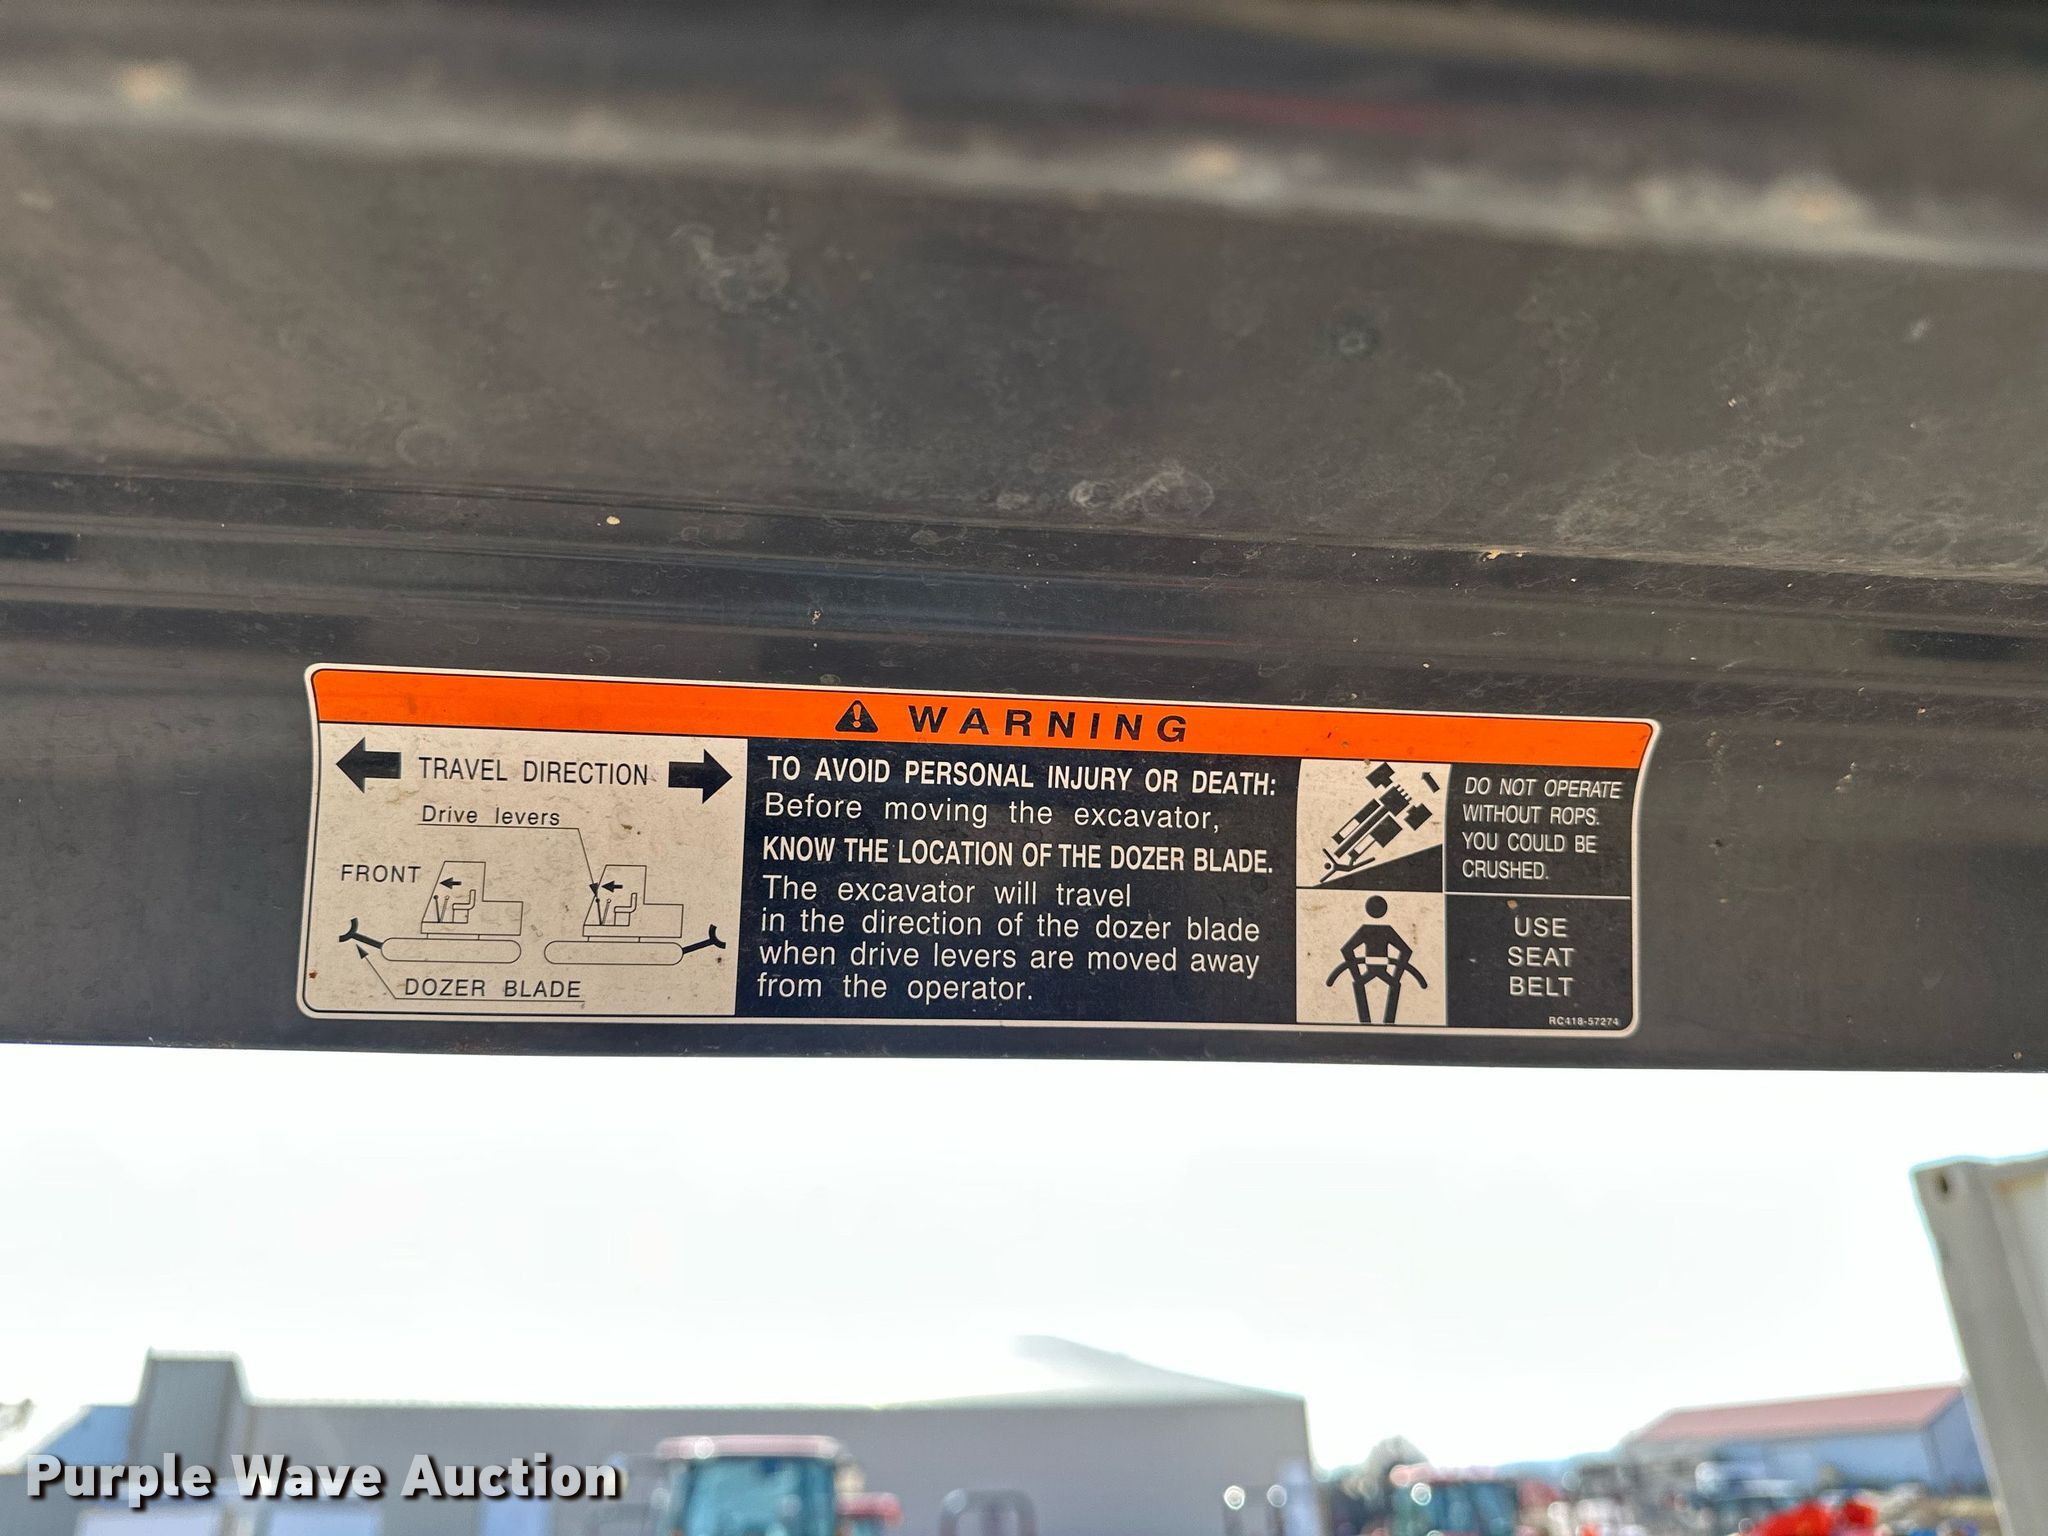 WARNING
TRAVEL DIRECTION
Drive levers
FRONT
DOZER BLADE
TO AVOID PERSONAL INJURY OR DEATH:
Before moving the excavator,
KNOW THE LOCATION OF THE DOZER BLADE.
The excavator will travel
in the direction of the dozer blade
when drive levers are moved away
from the operator.
DO NOT OPERATE
WITHOUT ROPS.
YOU COULD BE
CRUSHED.
USE
SEAT
BELT
RC418-57274
Purple Wave Auction